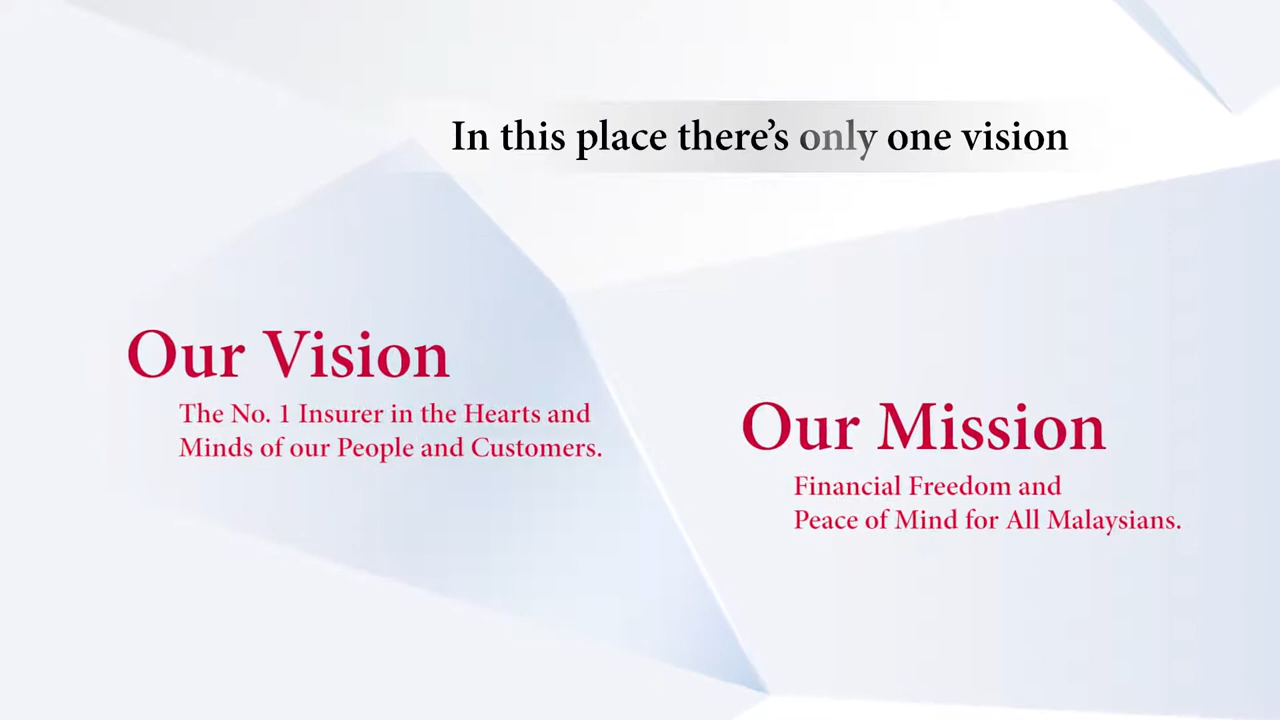 In this place there’s only one vision
Our Vision
The No. 1 Insurer in the Hearts and
Minds of our People and Customers.
Our Mission
Financial Freedom and
Peace of Mind for All Malaysians.